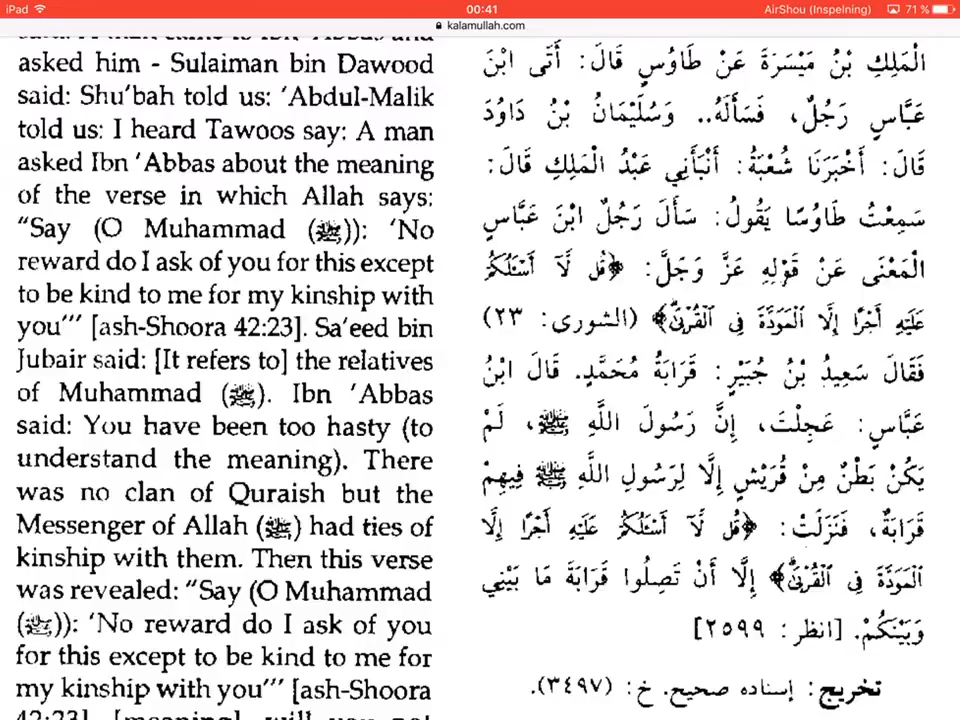 iPad
00:41
AirShou (Inspelning)
71 %
kalamullah.com
asked him - Sulaiman bin Dawood
said: Shu'bah told us: 'Abdul-Malik
told us: I heard Tawoos say: A man
asked Ibn 'Abbas about the meaning
of the verse in which Allah says:
"Say (O Muhammad (ﷺ)): 'No
reward do I ask of you for this except
to be kind to me for my kinship with
you'" [ash-Shoora 42:23]. Sa'eed bin
Jubair said: [It refers to] the relatives
of Muhammad (ﷺ). Ibn 'Abbas
said: You have been too hasty (to
understand the meaning). There
was no clan of Quraish but the
Messenger of Allah (ﷺ) had ties of
kinship with them. Then this verse
was revealed: "Say (O Muhammad
(ﷺ)): 'No reward do I ask of you
for this except to be kind to me for
my kinship with you'" [ash-Shoora
الْمَلِكِ بْنُ مَيْسَرَةَ عَنْ طَاوُسٍ قَالَ: أَتَى ابْنَ
عَبَّاسٍ رَجُلٌ، فَسَأَلَهُ.. وَسُلَيْمَانُ بْنُ دَاوُدَ
قَالَ: أَخْبَرَنَا شُعْبَةُ: أَنْبَأَنِي عَبْدُ الْمَلِكِ قَالَ:
سَمِعْتُ طَاوُسًا يَقُولُ: سَأَلَ رَجُلٌ ابْنَ عَبَّاسٍ
الْمَعْنَى عَنْ قَوْلِهِ عَزَّ وَجَلَّ: ﴿قُل لَّآ أَسْـَٔلُكُمْ
عَلَيْهِ أَجْرًا إِلَّا ٱلْمَوَدَّةَ فِى ٱلْقُرْبَىٰ﴾ (الشورى: ٢٣)
فَقَالَ سَعِيدُ بْنُ جُبَيْرٍ: قَرَابَةُ مُحَمَّدٍ. قَالَ ابْنُ
عَبَّاسٍ: عَجِلْتَ، إِنَّ رَسُولَ اللَّهِ ﷺ، لَمْ
يَكُنْ بَطْنٌ مِنْ قُرَيْشٍ إِلَّا لِرَسُولِ اللَّهِ ﷺ فِيهِمْ
قَرَابَةٌ، فَنَزَلَتْ: ﴿قُل لَّآ أَسْـَٔلُكُمْ عَلَيْهِ أَجْرًا إِلَّا
ٱلْمَوَدَّةَ فِى ٱلْقُرْبَىٰ﴾ إِلَّا أَنْ تَصِلُوا قَرَابَةَ مَا بَيْنِي
وَبَيْنَكُمْ. [انظر: ٢٥٩٩]
تخريج: إسناده صحيح. خ: (٣٤٩٧).